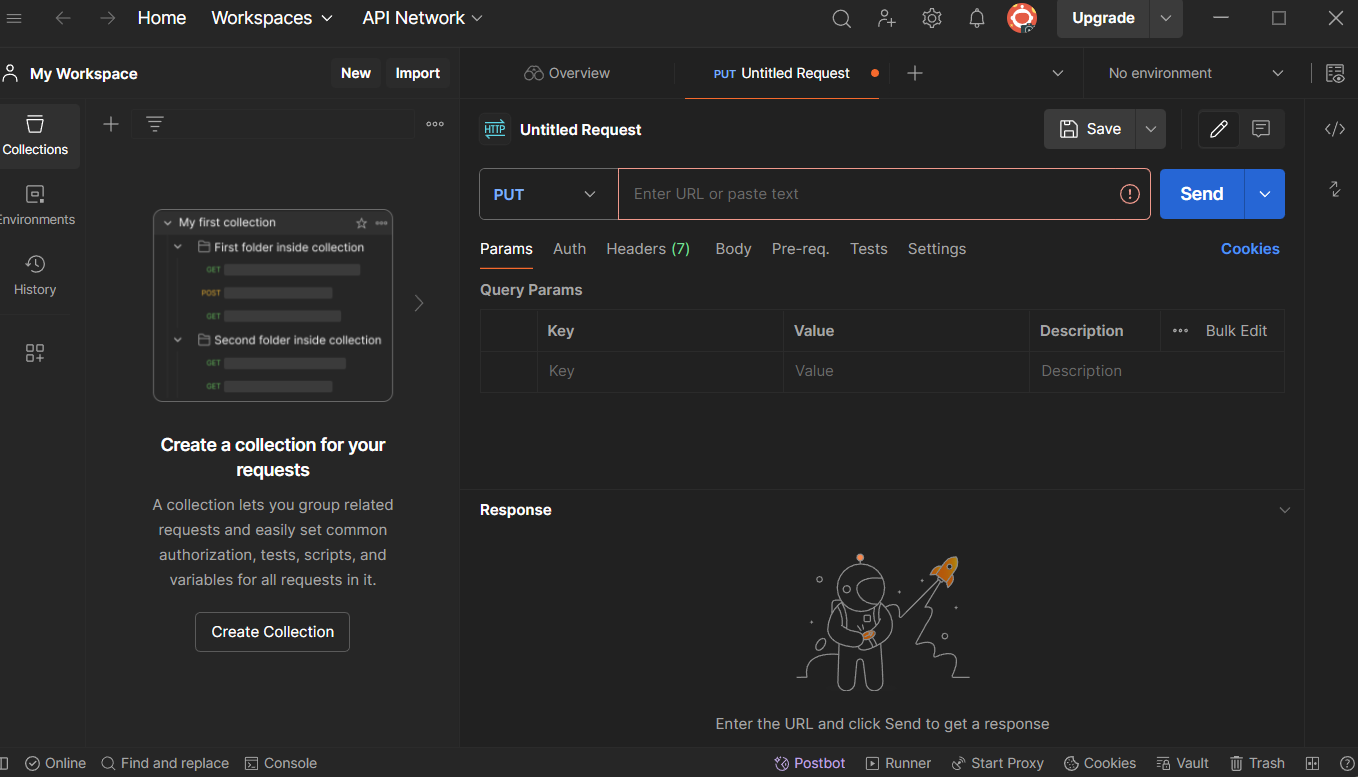 Home Workspaces API Network Upgrade
My Workspace New Import
Overview PUT Untitled Request No environment
Collections
Environments
History
My first collection
First folder inside collection
GET
POST
GET
Second folder inside collection
GET
GET
Create a collection for your
requests
A collection lets you group related
requests and easily set common
authorization, tests, scripts, and
variables for all requests in it.
Create Collection
HTTP Untitled Request Save
PUT Enter URL or paste text Send
Params Auth Headers (7) Body Pre-req. Tests Settings Cookies
Query Params
Key Value Description Bulk Edit
Key Value Description
Response
Enter the URL and click Send to get a response
Online Find and replace Console Postbot Runner Start Proxy Cookies Vault Trash